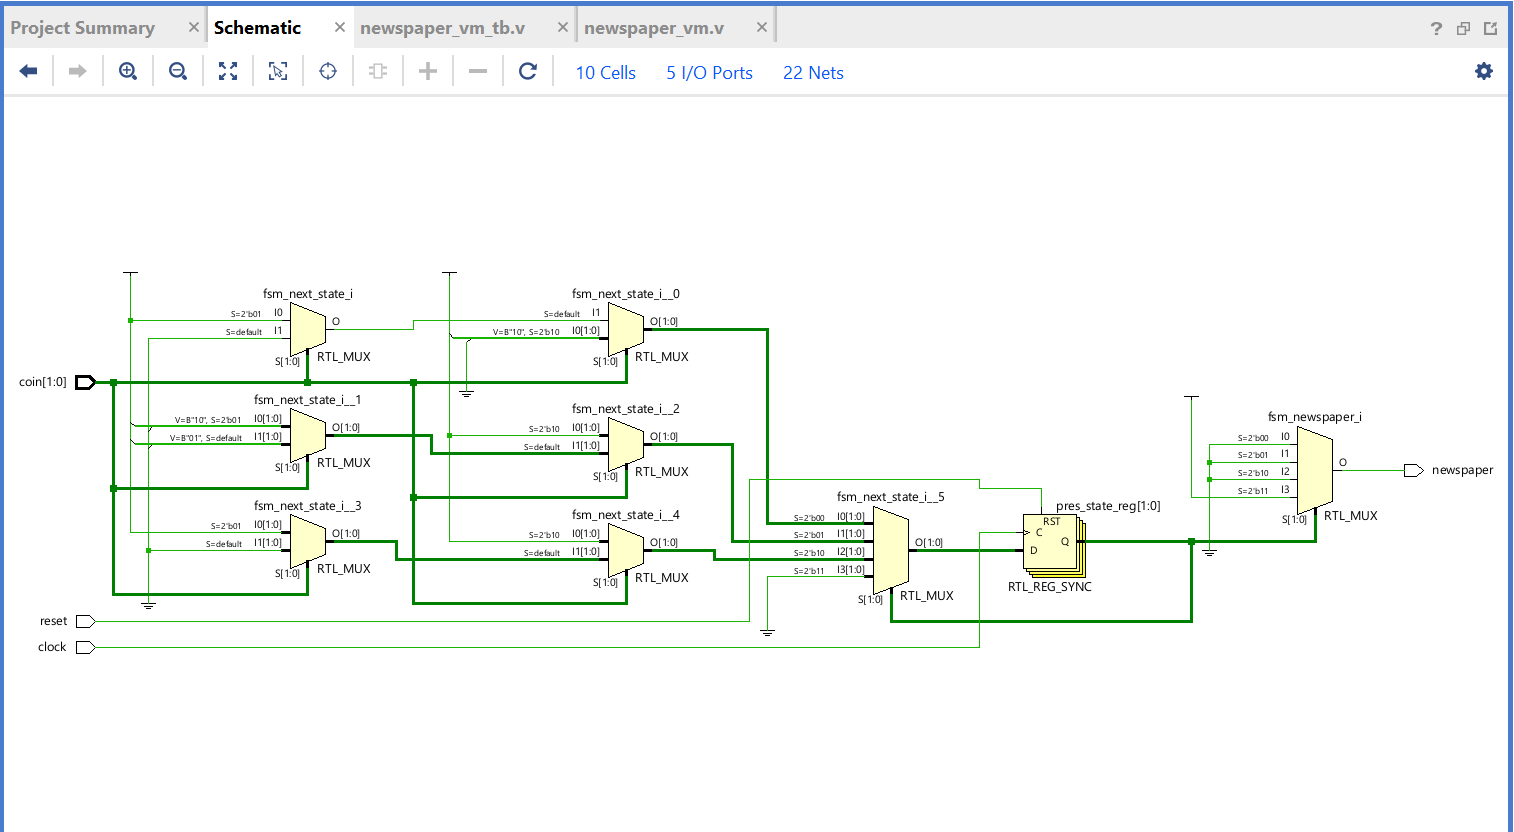 Project Summary × Schematic × newspaper_vm_tb.v × newspaper_vm.v × ?
10 Cells 5 I/O Ports 22 Nets
fsm_next_state_i
S=2'b01 I0
S=default I1
O
S[1:0] RTL_MUX
fsm_next_state_i__0
S=default I1
V=B"10", S=2'b10 I0[1:0]
O[1:0]
S[1:0] RTL_MUX
coin[1:0]
fsm_next_state_i__1
V=B"10", S=2'b01 I0[1:0]
V=B"01", S=default I1[1:0]
O[1:0]
S[1:0] RTL_MUX
fsm_next_state_i__2
S=2'b10 I0[1:0]
S=default I1[1:0]
O[1:0]
S[1:0] RTL_MUX
fsm_next_state_i__3
S=2'b01 I0[1:0]
S=default I1[1:0]
O[1:0]
S[1:0] RTL_MUX
fsm_next_state_i__4
S=2'b10 I0[1:0]
S=default I1[1:0]
O[1:0]
S[1:0] RTL_MUX
fsm_next_state_i__5
S=2'b00 I0[1:0]
S=2'b01 I1[1:0]
S=2'b10 I2[1:0]
S=2'b11 I3[1:0]
O[1:0]
S[1:0] RTL_MUX
pres_state_reg[1:0]
RST
C
Q
D
RTL_REG_SYNC
fsm_newspaper_i
S=2'b00 I0
S=2'b01 I1
S=2'b10 I2
S=2'b11 I3
O
S[1:0] RTL_MUX
newspaper
reset
clock